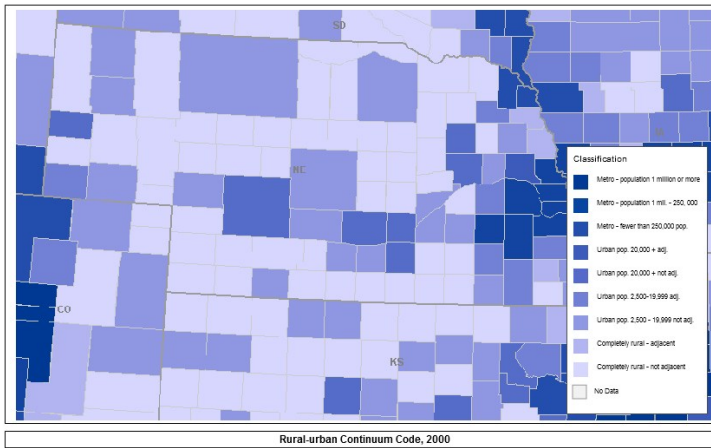 SD
NE
CO
KS
Classification
Metro - population 1 million or more
Metro - population 1 mil. - 250, 000
Metro - fewer than 250,000 pop.
Urban pop. 20,000 + adj.
Urban pop. 20,000 + not adj.
Urban pop. 2,500-19,999 adj.
Urban pop. 2,500 - 19,999 not adj.
Completely rural - adjacent
Completely rural - not adjacent
No Data
Rural-urban Continuum Code, 2000